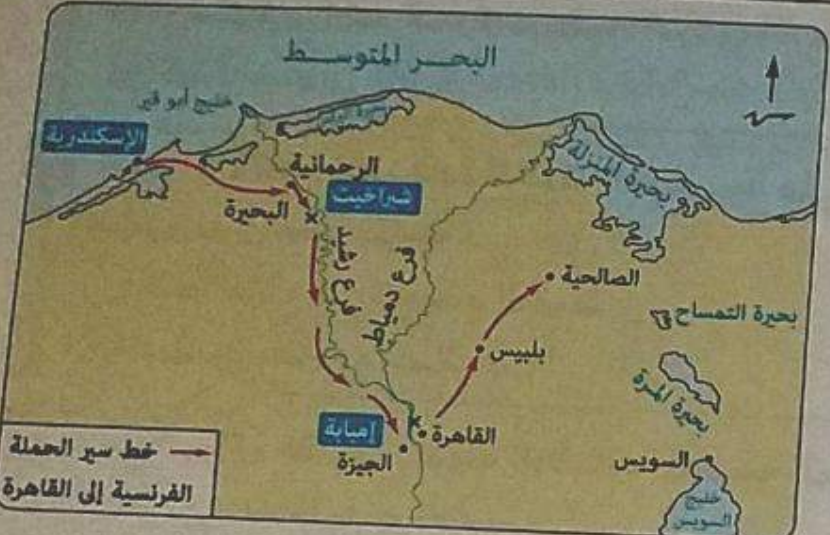 البحر المتوسط
خليج أبو قير
الإسكندرية
الرحمانية
شبراخيت
البحيرة
بحيرة المنزلة
فرع رشيد
فرع دمياط
الصالحية
بحيرة التمساح
بلبيس
بحيرة المرة
إمبابة
القاهرة
الجيزة
السويس
خليج
السويس
خط سير الحملة
الفرنسية إلى القاهرة